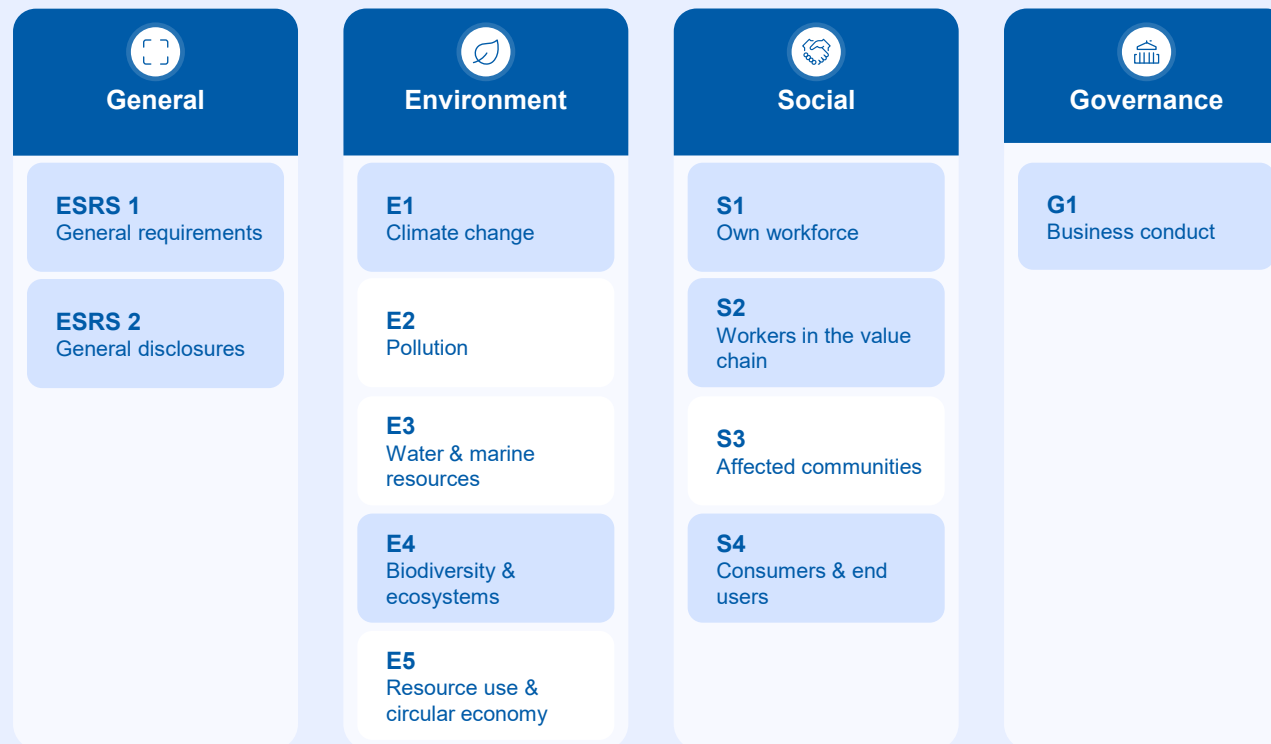 General
ESRS 1
General requirements
ESRS 2
General disclosures
Environment
E1
Climate change
E2
Pollution
E3
Water & marine
resources
E4
Biodiversity &
ecosystems
E5
Resource use &
circular economy
Social
S1
Own workforce
S2
Workers in the value
chain
S3
Affected communities
S4
Consumers & end
users
Governance
G1
Business conduct